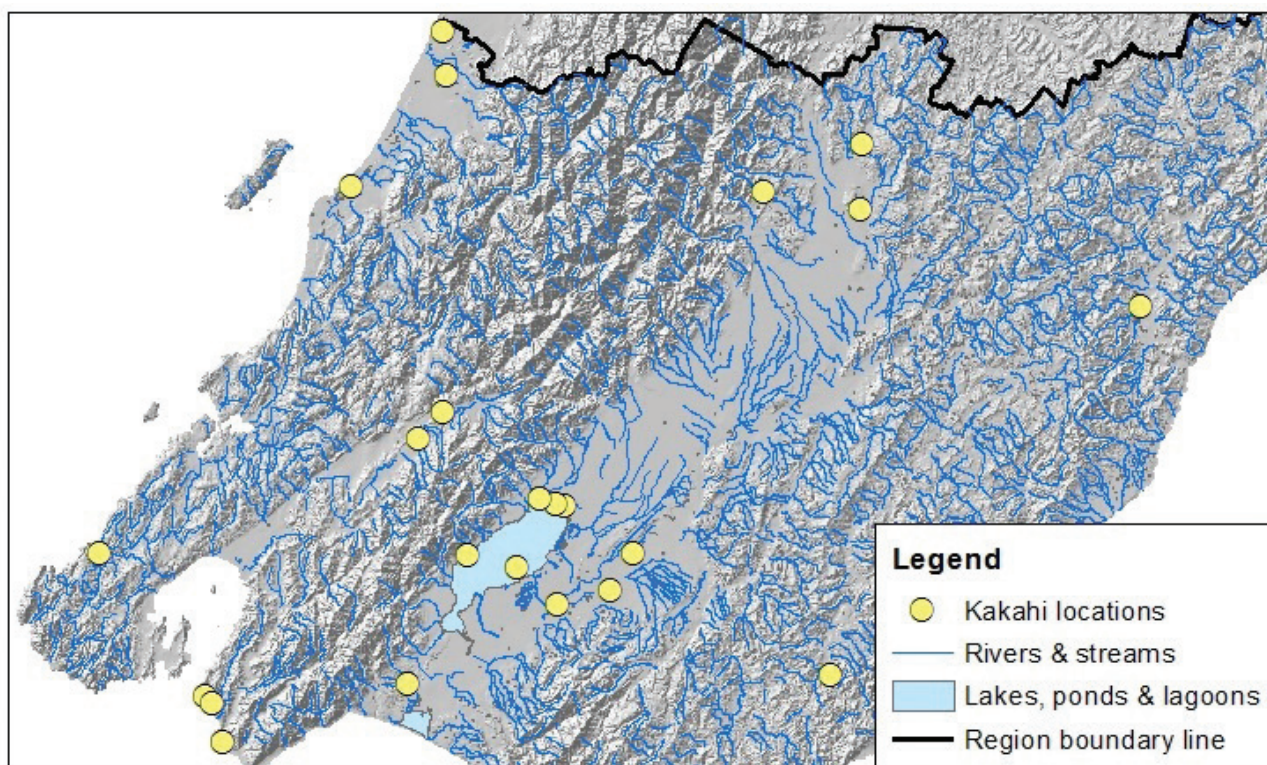 Legend
Kakahi locations
Rivers & streams
Lakes, ponds & lagoons
Region boundary line